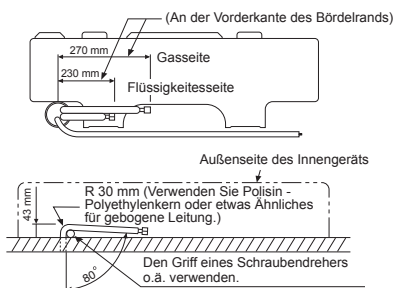 (An der Vorderkante des Bördelrands)
270 mm
Gasseite
230 mm
Flüssigkeitesseite
Außenseite des Innengeräts
43 mm
R 30 mm (Verwenden Sie Polisin -
Polyethylenkern oder etwas Ähnliches
für gebogene Leitung.)
Den Griff eines Schraubendrehers
o.ä. verwenden.
80°